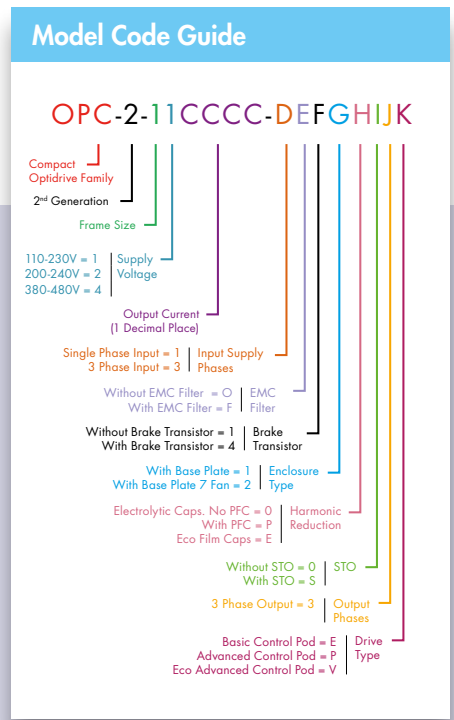 Model Code Guide
OPC-2-11CCCC-DEFGHIJK
Compact
Optidrive Family
2nd Generation
Frame Size
110-230V = 1
200-240V = 2
380-480V = 4
Supply
Voltage
Output Current
(1 Decimal Place)
Single Phase Input = 1
3 Phase Input = 3
Input Supply
Phases
Without EMC Filter = O
With EMC Filter = F
EMC
Filter
Without Brake Transistor = 1
With Brake Transistor = 4
Brake
Transistor
With Base Plate = 1
With Base Plate 7 Fan = 2
Enclosure
Type
Electrolytic Caps. No PFC = 0
With PFC = P
Eco Film Caps = E
Harmonic
Reduction
Without STO = 0
With STO = S
STO
3 Phase Output = 3
Output
Phases
Basic Control Pod = E
Advanced Control Pod = P
Eco Advanced Control Pod = V
Drive
Type